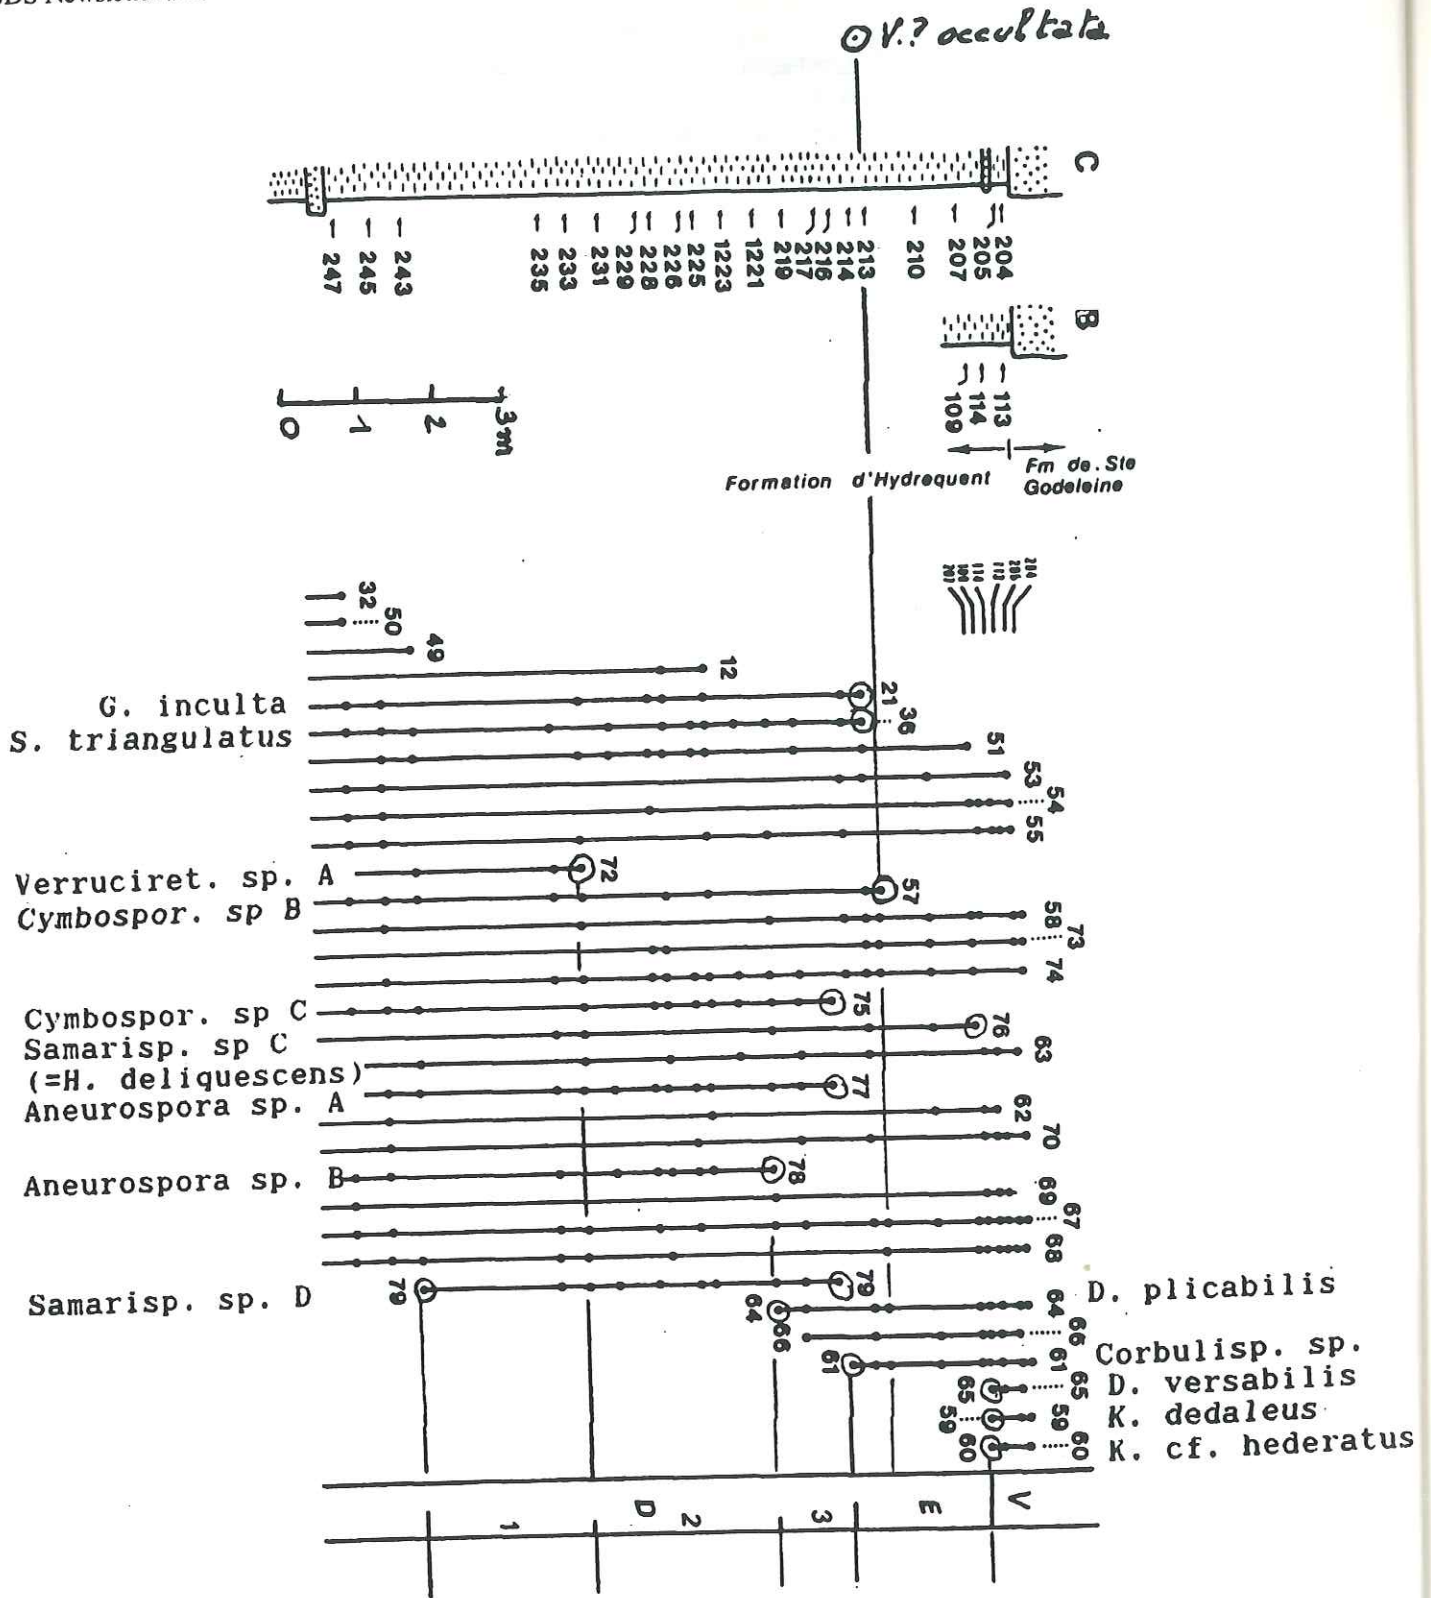 V.? occultata
C
247 245 243 235 233 231 229 228 226 225 1223 1221 219 217 216 214 213 210 207 205 204
B
109 114 113
0 1 2 3m
Formation d'Hydrequent
Fm de. Ste
Godeleine
32
50
49
12
G. inculta 21
S. triangulatus 36
51
53
54
55
Verruciret. sp. A 72
Cymbospor. sp B 57
58
73
74
Cymbospor. sp C 75
Samarisp. sp C 76
(=H. deliquescens) 63
Aneurospora sp. A 77
62
70
Aneurospora sp. B 78
69
67
68
Samarisp. sp. D 79 79
64 64 D. plicabilis
66 66
61 61 Corbulisp. sp.
65 65 D. versabilis
59 59 K. dedaleus
60 60 K. cf. hederatus
D E V
1 2 3